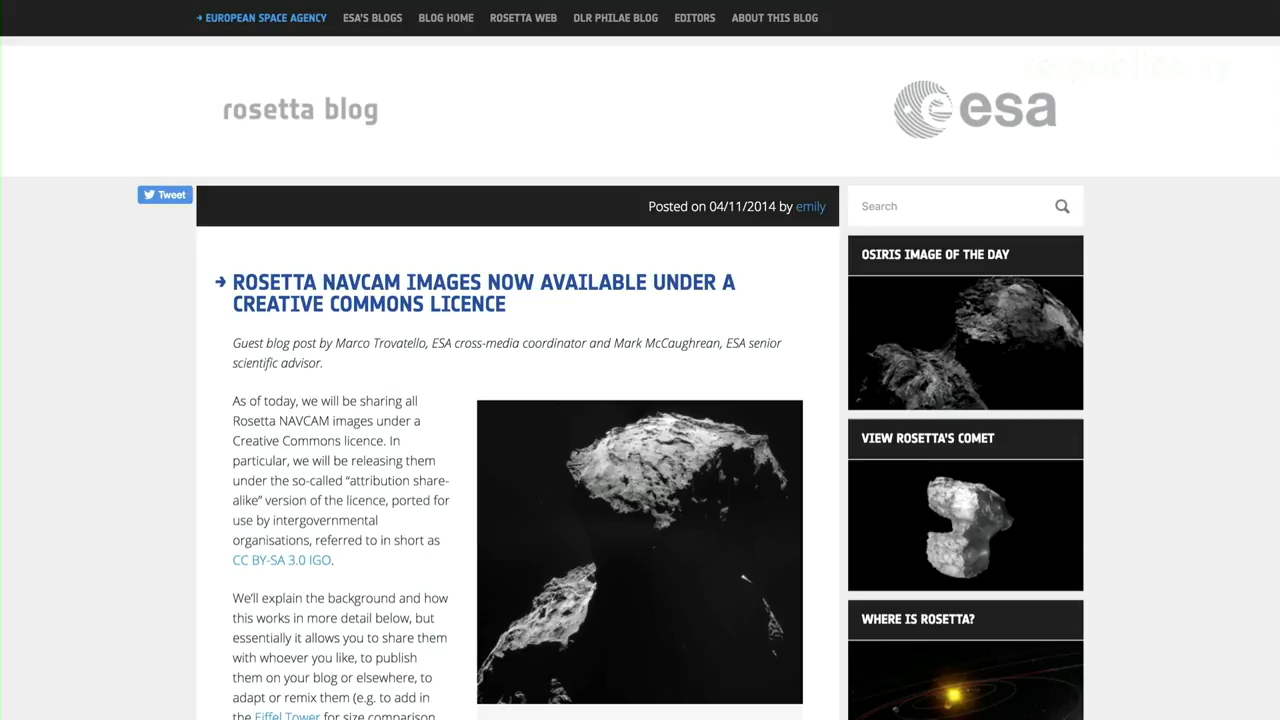 → EUROPEAN SPACE AGENCY ESA'S BLOGS BLOG HOME ROSETTA WEB DLR PHILAE BLOG EDITORS ABOUT THIS BLOG
re:publica 17
rosetta blog
esa
Tweet
Posted on 04/11/2014 by emily
Search
→ ROSETTA NAVCAM IMAGES NOW AVAILABLE UNDER A
CREATIVE COMMONS LICENCE
Guest blog post by Marco Trovatello, ESA cross-media coordinator and Mark McCaughrean, ESA senior
scientific advisor.
As of today, we will be sharing all
Rosetta NAVCAM images under a
Creative Commons licence. In
particular, we will be releasing them
under the so-called “attribution share-
alike” version of the licence, ported for
use by intergovernmental
organisations, referred to in short as
CC BY-SA 3.0 IGO.
We’ll explain the background and how
this works in more detail below, but
essentially it allows you to share them
with whoever you like, to publish
them on your blog or elsewhere, to
adapt or remix them (e.g. to add in
the Eiffel Tower for size comparison
OSIRIS IMAGE OF THE DAY
VIEW ROSETTA'S COMET
WHERE IS ROSETTA?